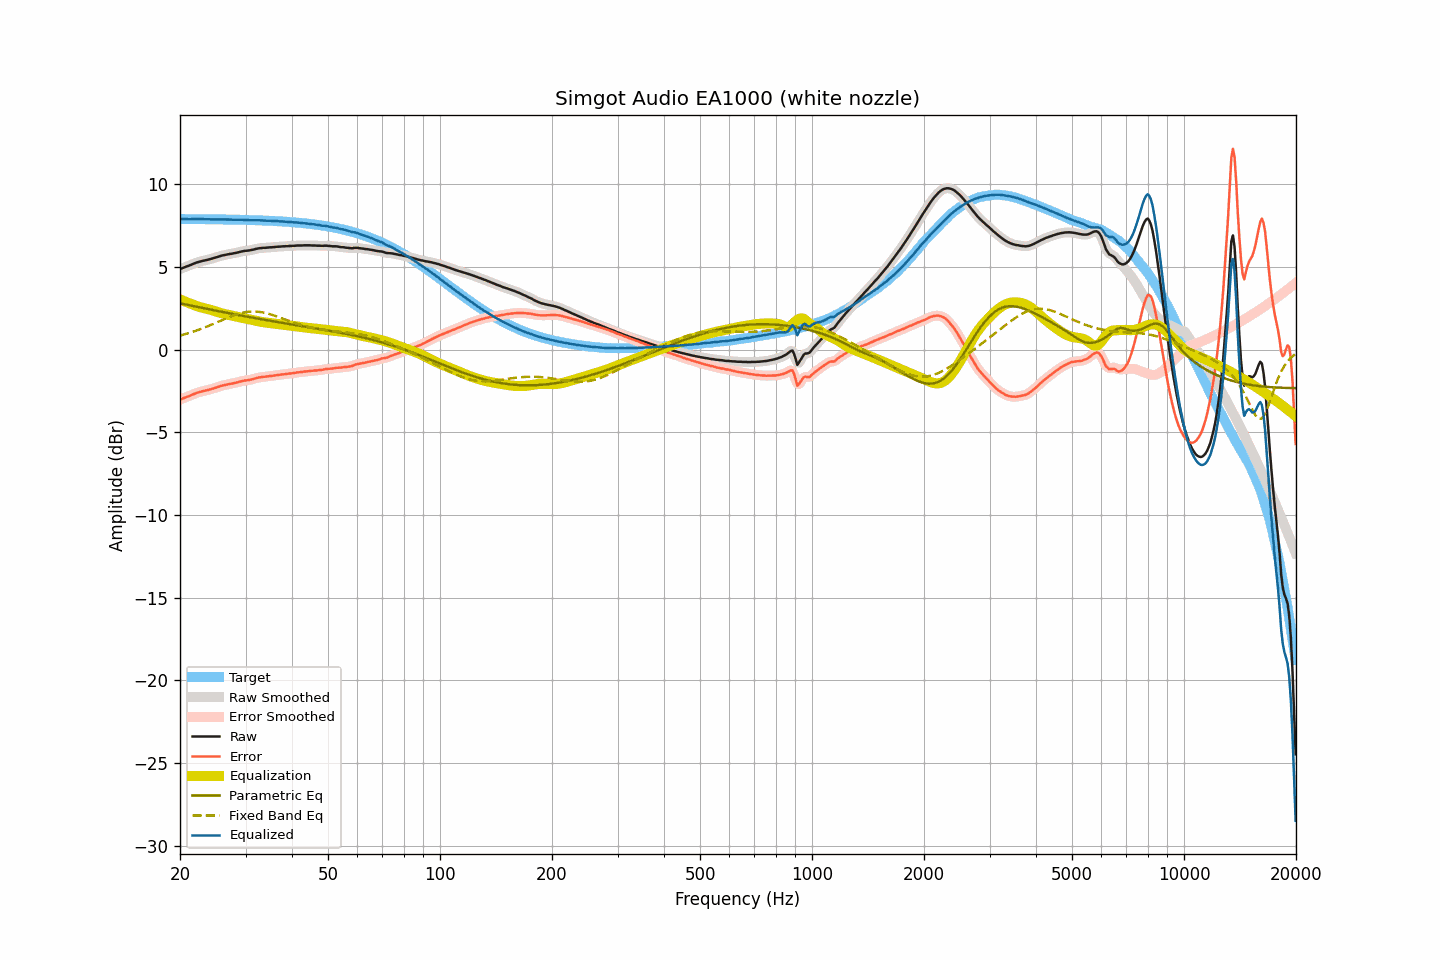 Simgot Audio EA1000 (white nozzle)
10
5
0
−5
−10
−15
−20
−25
−30
Amplitude (dBr)
Target
Raw Smoothed
Error Smoothed
Raw
Error
Equalization
Parametric Eq
Fixed Band Eq
Equalized
20 50 100 200 500 1000 2000 5000 10000 20000
Frequency (Hz)